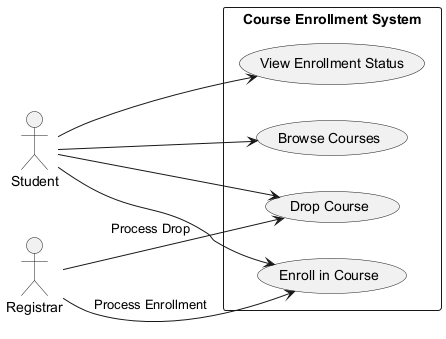 Course Enrollment System
View Enrollment Status
Browse Courses
Student
Drop Course
Process Drop
Enroll in Course
Process Enrollment
Registrar